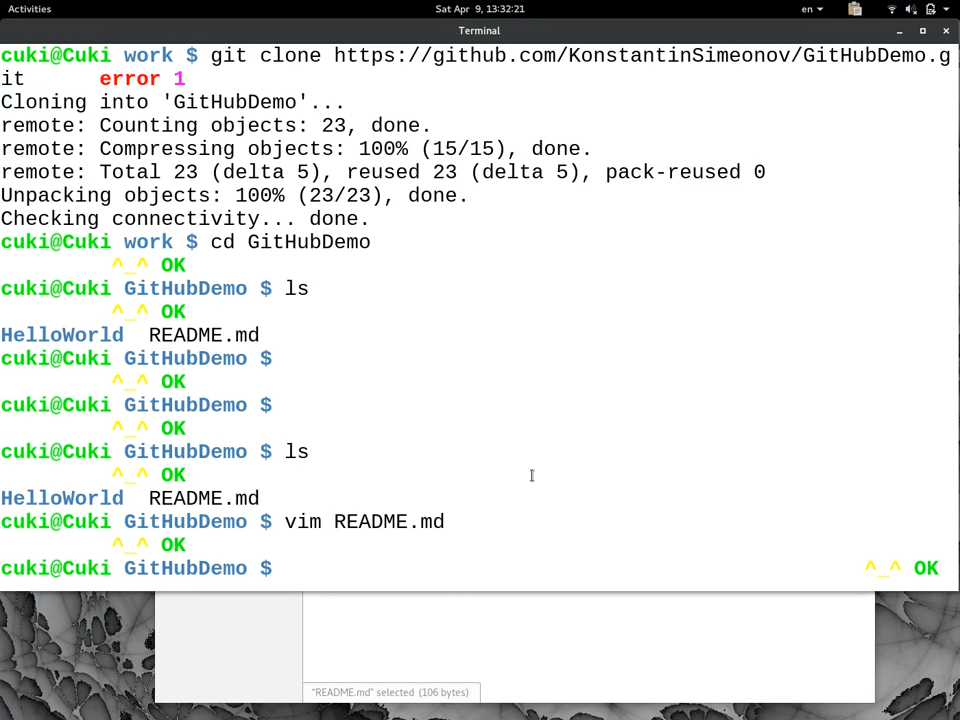 Activities
Sat Apr 9, 13:32:21
en
Terminal
cuki@Cuki work $ git clone https://github.com/KonstantinSimeonov/GitHubDemo.g
it error 1
Cloning into 'GitHubDemo'...
remote: Counting objects: 23, done.
remote: Compressing objects: 100% (15/15), done.
remote: Total 23 (delta 5), reused 23 (delta 5), pack-reused 0
Unpacking objects: 100% (23/23), done.
Checking connectivity... done.
cuki@Cuki work $ cd GitHubDemo
^_^ OK
cuki@Cuki GitHubDemo $ ls
^_^ OK
HelloWorld README.md
cuki@Cuki GitHubDemo $
^_^ OK
cuki@Cuki GitHubDemo $
^_^ OK
cuki@Cuki GitHubDemo $ ls
^_^ OK
HelloWorld README.md
cuki@Cuki GitHubDemo $ vim README.md
^_^ OK
cuki@Cuki GitHubDemo $ ^_^ OK
“README.md” selected (106 bytes)